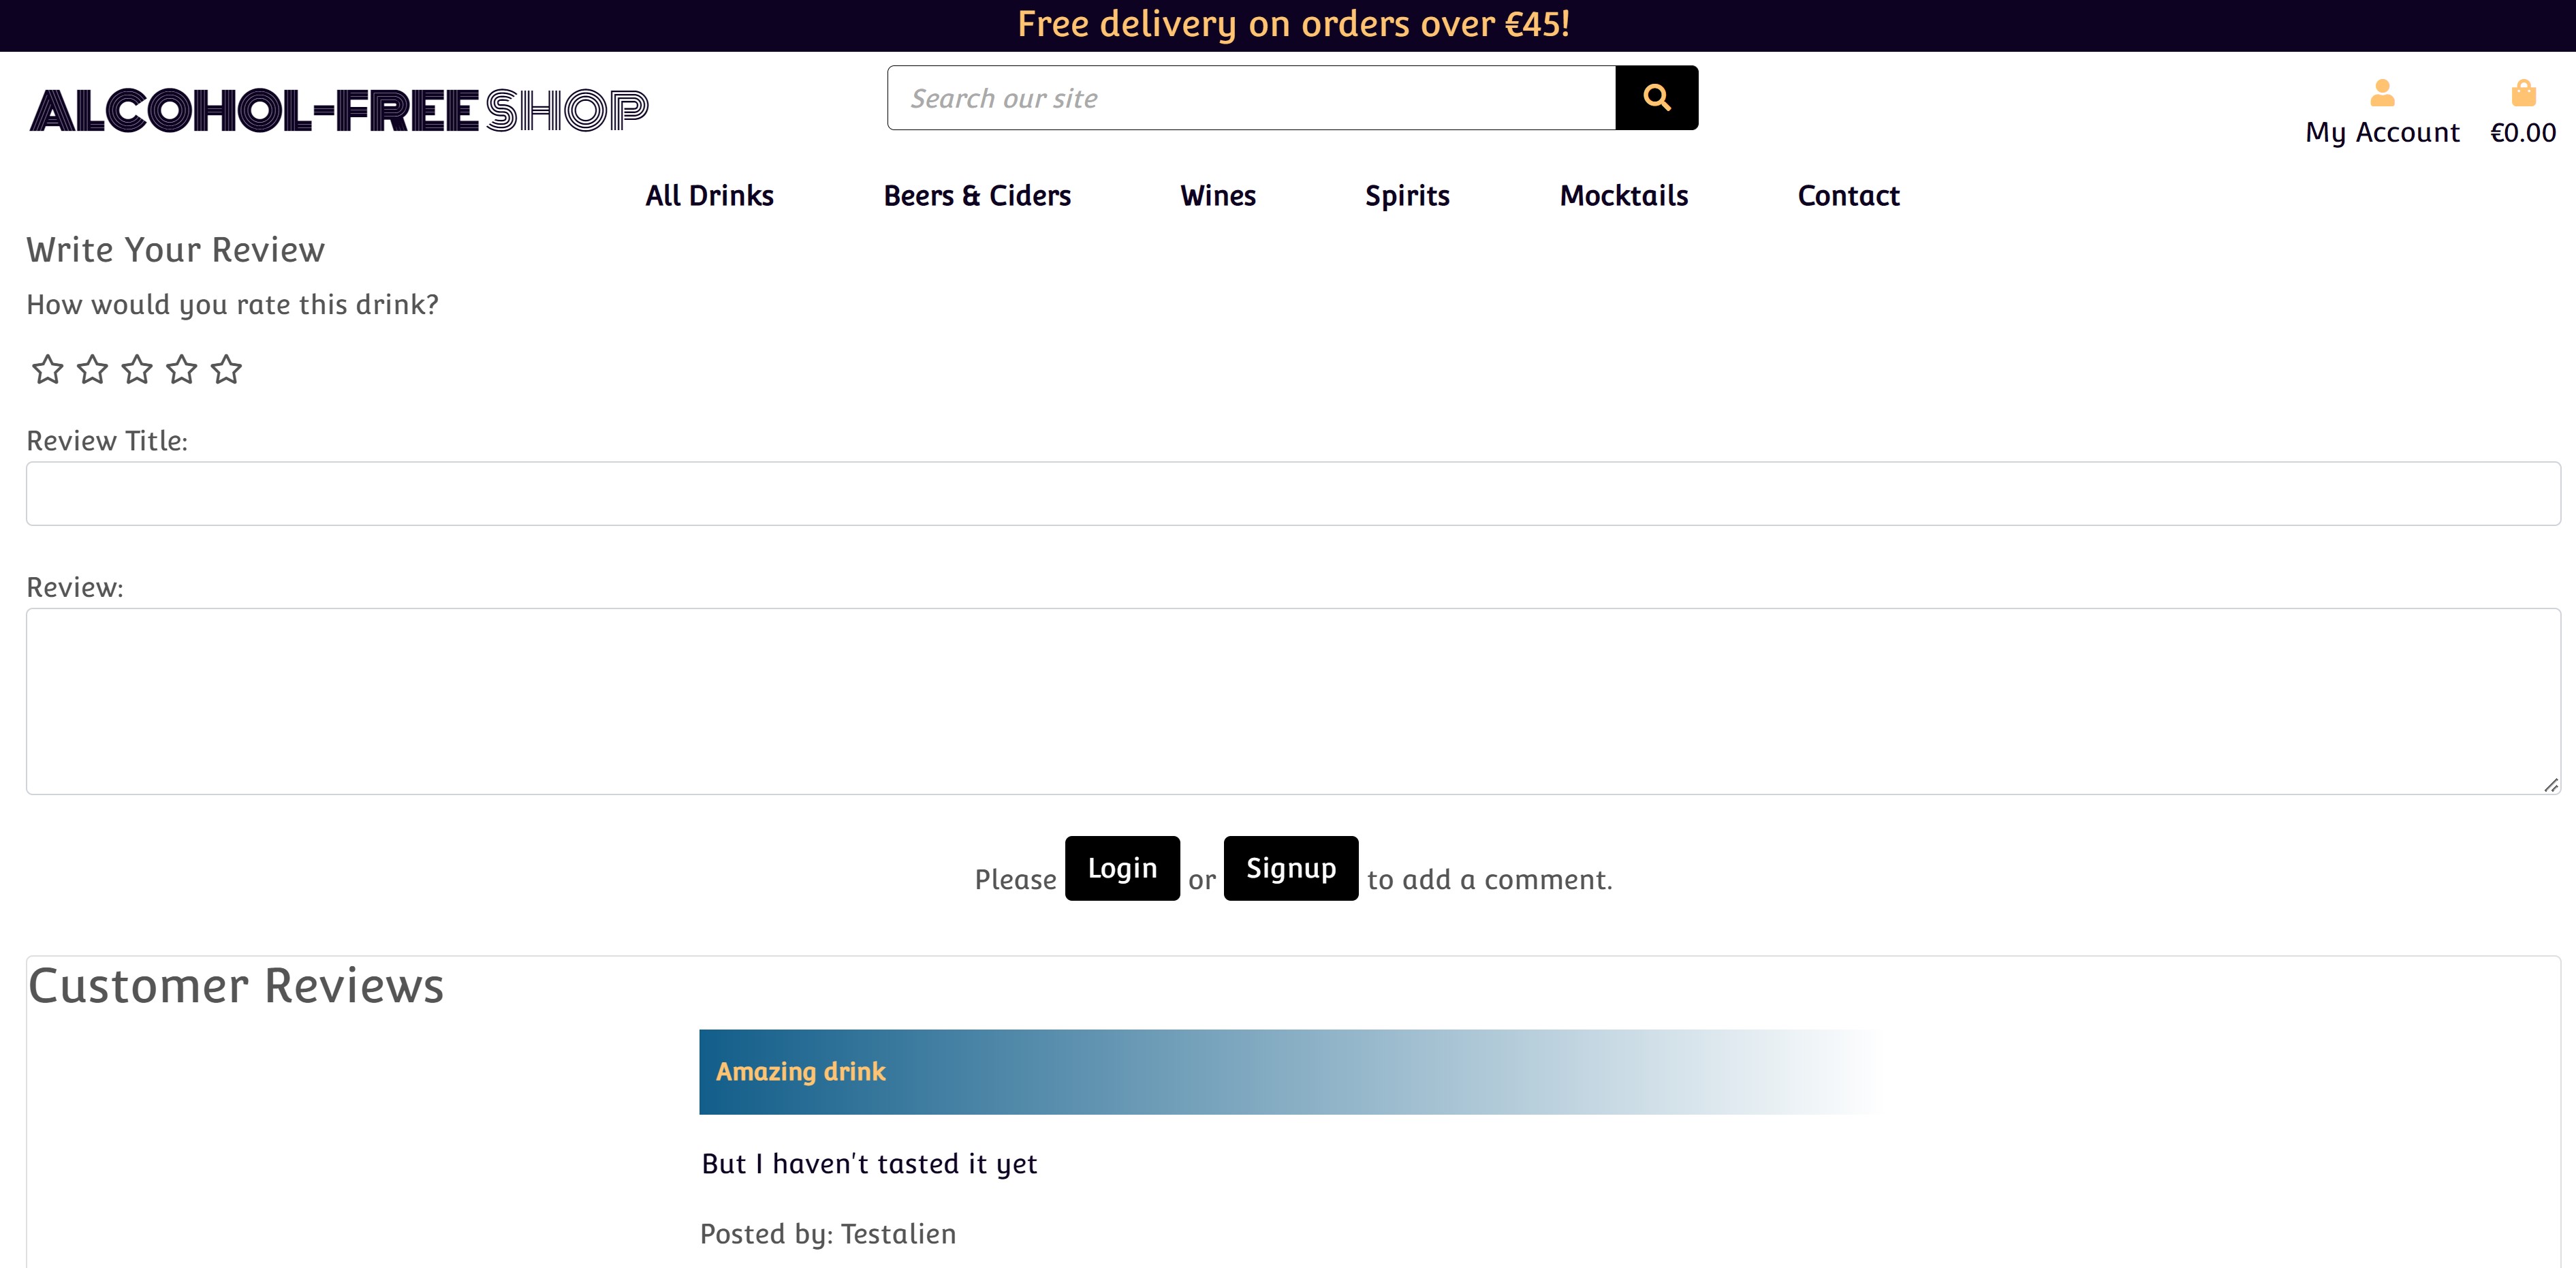 Free delivery on orders over €45!
ALCOHOL-FREE SHOP
Search our site
My Account
€0.00
All Drinks
Beers & Ciders
Wines
Spirits
Mocktails
Contact
Write Your Review
How would you rate this drink?
Review Title:
Review:
Please Login or Signup to add a comment.
Customer Reviews
Amazing drink
But I haven't tasted it yet
Posted by: Testalien